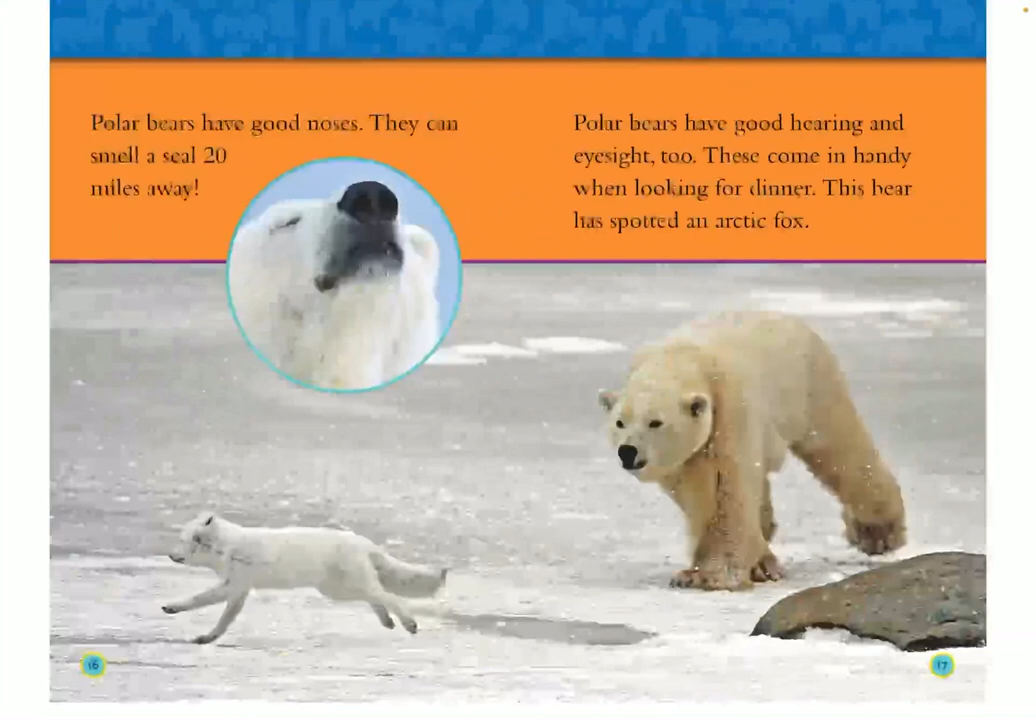 Polar bears have good noses. They can
smell a seal 20
miles away!
Polar bears have good hearing and
eyesight, too. These come in handy
when looking for dinner. This bear
has spotted an arctic fox.
16
17